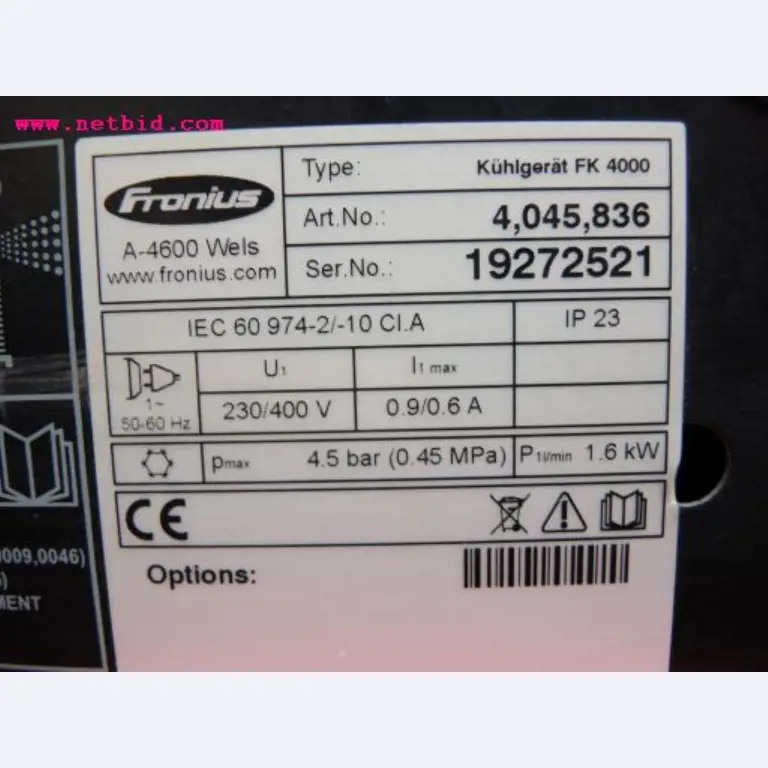 www.netbid.com
Fronius
A-4600 Wels
www.fronius.com
Type: Kühlgerät FK 4000
Art.No.: 4,045,836
Ser.No.: 19272521
IEC 60 974-2/-10 Cl.A IP 23
1~
50-60 Hz
U1 I1 max
230/400 V 0.9/0.6 A
pmax 4.5 bar (0.45 MPa) P1l/min 1.6 kW
CE
Options:
0009,0046)
)
MENT